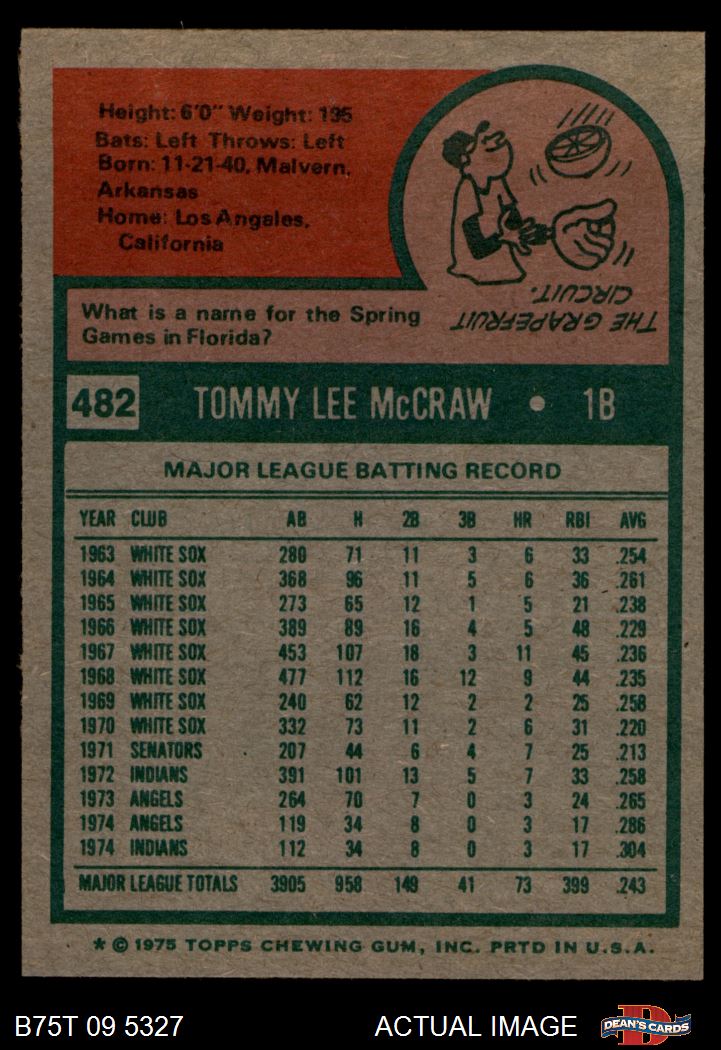 Height: 6'0" Weight: 195
Bats: Left Throws: Left
Born: 11-21-40, Malvern,
Arkansas
Home: Los Angeles,
California
What is a name for the Spring
Games in Florida?
THE GRAPEFRUIT
CIRCUIT.
482 TOMMY LEE McCRAW • 1B
MAJOR LEAGUE BATTING RECORD
YEAR CLUB AB H 2B 3B HR RBI AVG
1963 WHITE SOX 280 71 11 3 6 33 .254
1964 WHITE SOX 368 96 11 5 6 36 .261
1965 WHITE SOX 273 65 12 1 5 21 .238
1966 WHITE SOX 389 89 16 4 5 48 .229
1967 WHITE SOX 453 107 18 3 11 45 .236
1968 WHITE SOX 477 112 16 12 9 44 .235
1969 WHITE SOX 240 62 12 2 2 25 .258
1970 WHITE SOX 332 73 11 2 6 31 .220
1971 SENATORS 207 44 6 4 7 25 .213
1972 INDIANS 391 101 13 5 7 33 .258
1973 ANGELS 264 70 7 0 3 24 .265
1974 ANGELS 119 34 8 0 3 17 .286
1974 INDIANS 112 34 8 0 3 17 .304
MAJOR LEAGUE TOTALS 3905 958 149 41 73 399 .243
* © 1975 TOPPS CHEWING GUM, INC. PRTD IN U.S.A.
B75T 09 5327 ACTUAL IMAGE DEAN'S CARDS